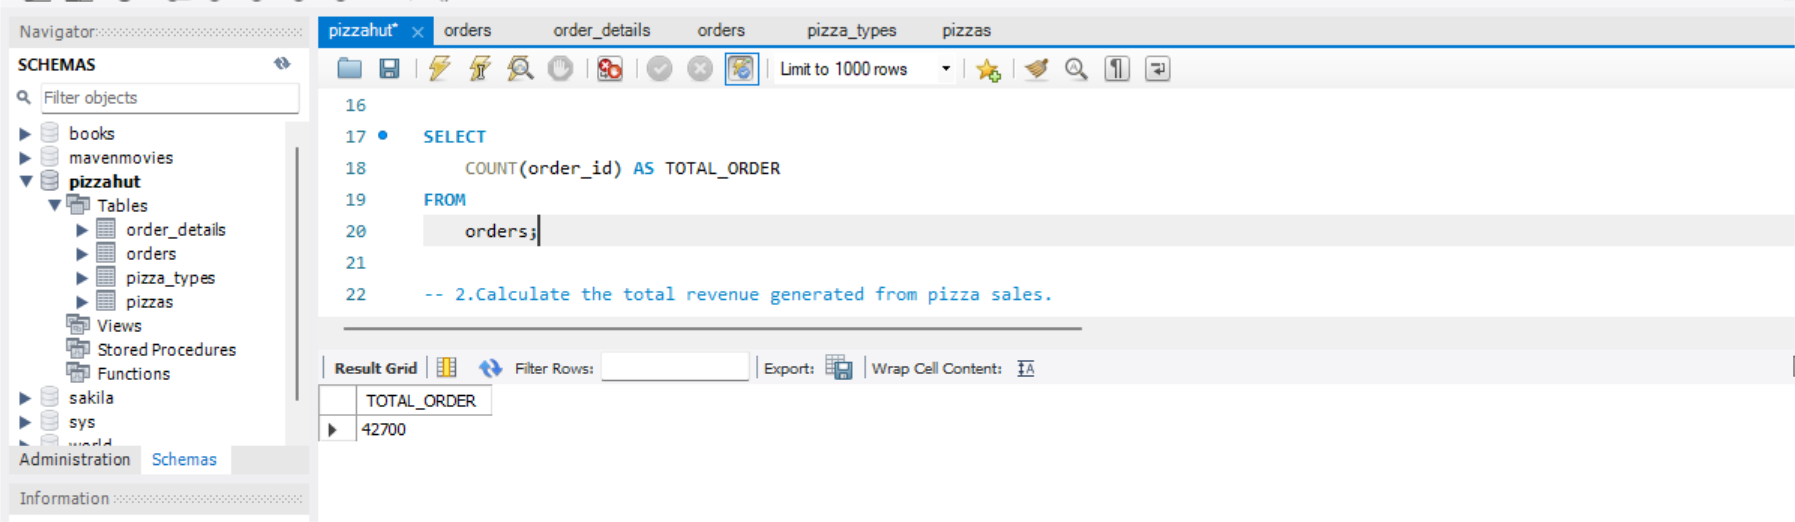 Navigator
SCHEMAS
Filter objects
books
mavenmovies
pizzahut
Tables
order_details
orders
pizza_types
pizzas
Views
Stored Procedures
Functions
sakila
sys
world
Administration Schemas
Information
pizzahut* orders order_details orders pizza_types pizzas
Limit to 1000 rows
16
17 SELECT
18 COUNT(order_id) AS TOTAL_ORDER
19 FROM
20 orders;
21
22 -- 2.Calculate the total revenue generated from pizza sales.
Result Grid Filter Rows: Export: Wrap Cell Content: IA
TOTAL_ORDER
42700